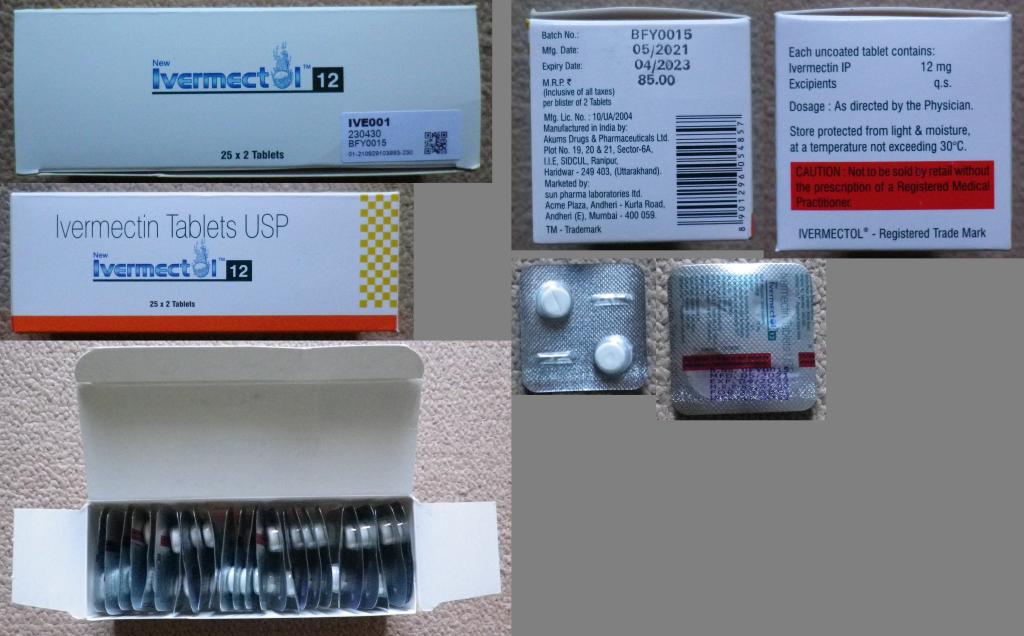 New
Ivermectol™ 12
IVE001
230430
BFY0015
01-210929103893-230
25 x 2 Tablets
Ivermectin Tablets USP
New
Ivermectol™ 12
25 x 2 Tablets
Batch No.: BFY0015
Mfg. Date: 05/2021
Expiry Date: 04/2023
M.R.P. ₹ 85.00
(Inclusive of all taxes)
per blister of 2 Tablets
Mfg. Lic. No. : 10/UA/2004
Manufactured in India by:
Akums Drugs & Pharmaceuticals Ltd.
Plot No. 19, 20 & 21, Sector-6A,
I.I.E, SIDCUL, Ranipur,
Haridwar - 249 403, (Uttarakhand).
Marketed by:
sun pharma laboratories ltd.
Acme Plaza, Andheri - Kurla Road,
Andheri (E), Mumbai - 400 059.
TM - Trademark
8 901296 054857
Each uncoated tablet contains:
Ivermectin IP 12 mg
Excipients q.s.
Dosage : As directed by the Physician.
Store protected from light & moisture,
at a temperature not exceeding 30°C.
CAUTION : Not to be sold by retail without
the prescription of a Registered Medical
Practitioner.
IVERMECTOL® - Registered Trade Mark